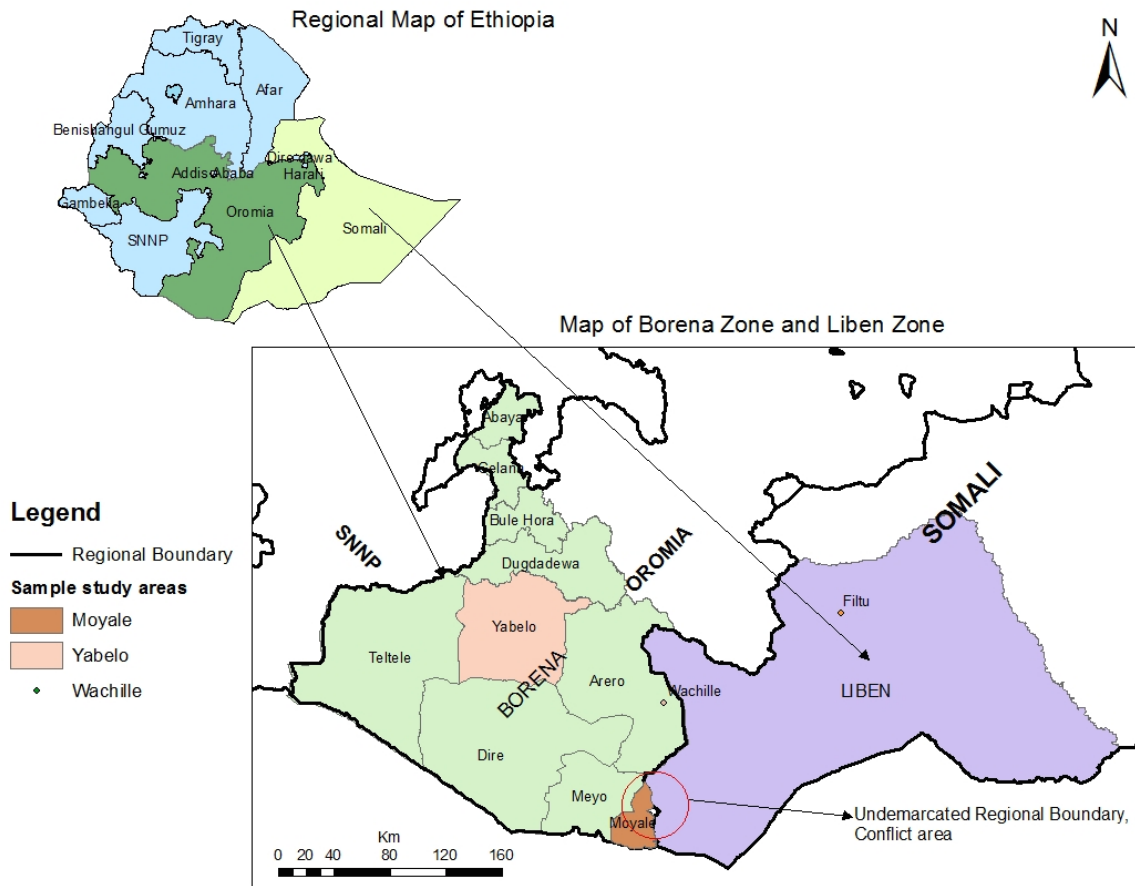 Regional Map of Ethiopia
N
Tigray
Afar
Amhara
Benishangul Gumuz
Dire dawa
Addis Ababa
Harali
Gambella
Oromia
Somali
SNNP
Map of Borena Zone and Liben Zone
Abaya
Gelana
SOMALI
Legend
Bule Hora
SNNP
Regional Boundary
Dugdadewa
OROMIA
Sample study areas
Moyale
Filtu
Yabelo
Yabelo
Teltele
Wachille
BORENA
Arero
Wachille
LIBEN
Dire
Meyo
Moyale
Undemarcated Regional Boundary,
Conflict area
Km
0 20 40 80 120 160